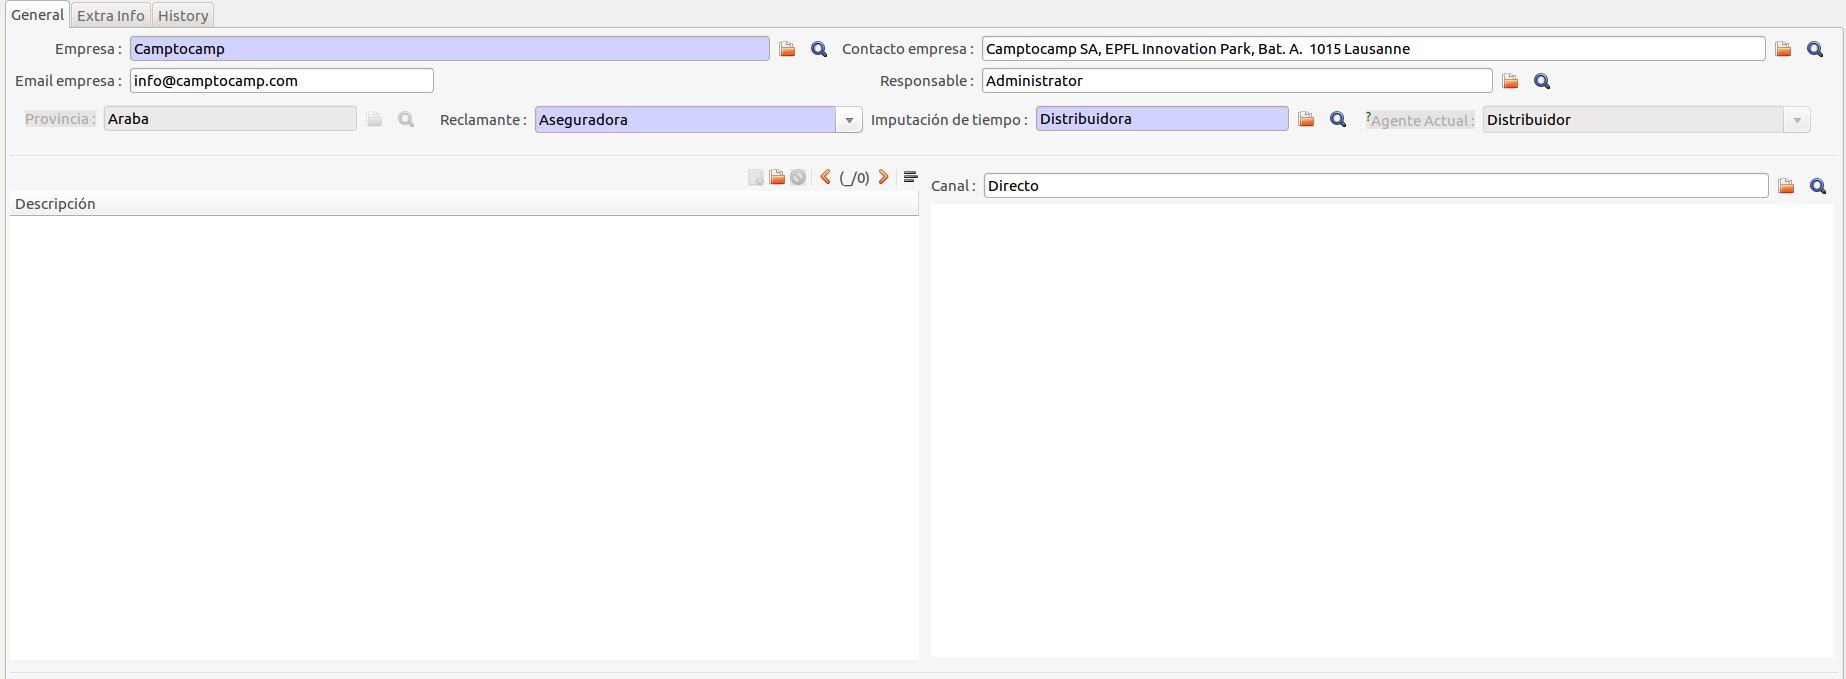 General Extra Info History
Empresa : Camptocamp Contacto empresa : Camptocamp SA, EPFL Innovation Park, Bat. A. 1015 Lausanne
Email empresa : info@camptocamp.com Responsable : Administrator
Provincia : Araba Reclamante : Aseguradora Imputación de tiempo : Distribuidora ? Agente Actual : Distribuidor
(_/0)
Canal : Directo
Descripción